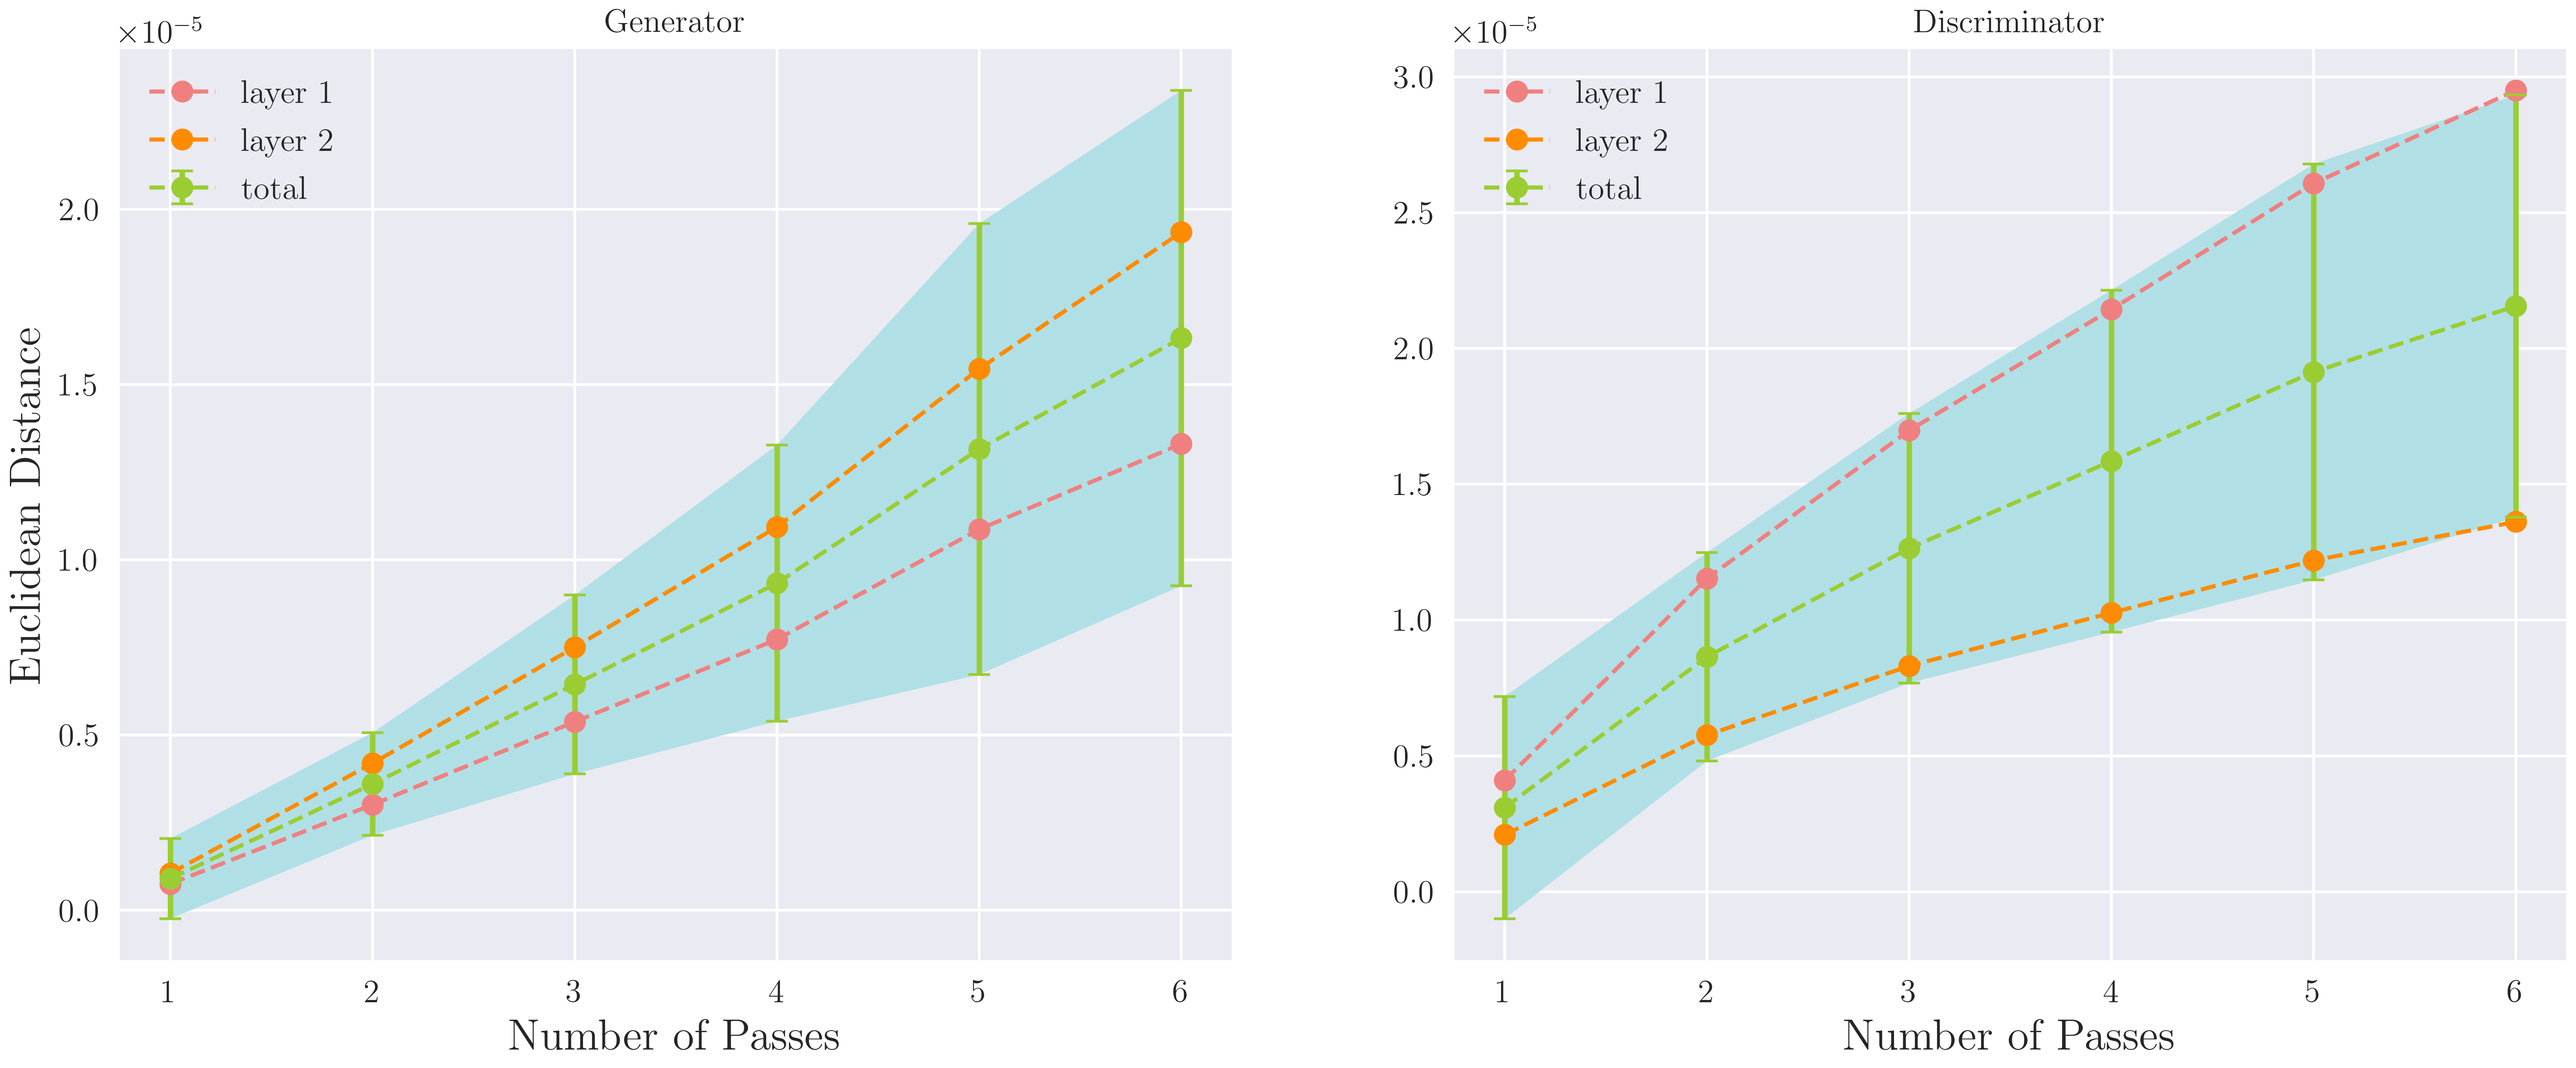 Generator
×10⁻⁵
layer 1
layer 2
total
2.0
1.5
1.0
0.5
0.0
Euclidean Distance
1 2 3 4 5 6
Number of Passes
Discriminator
×10⁻⁵
layer 1
layer 2
total
3.0
2.5
2.0
1.5
1.0
0.5
0.0
1 2 3 4 5 6
Number of Passes